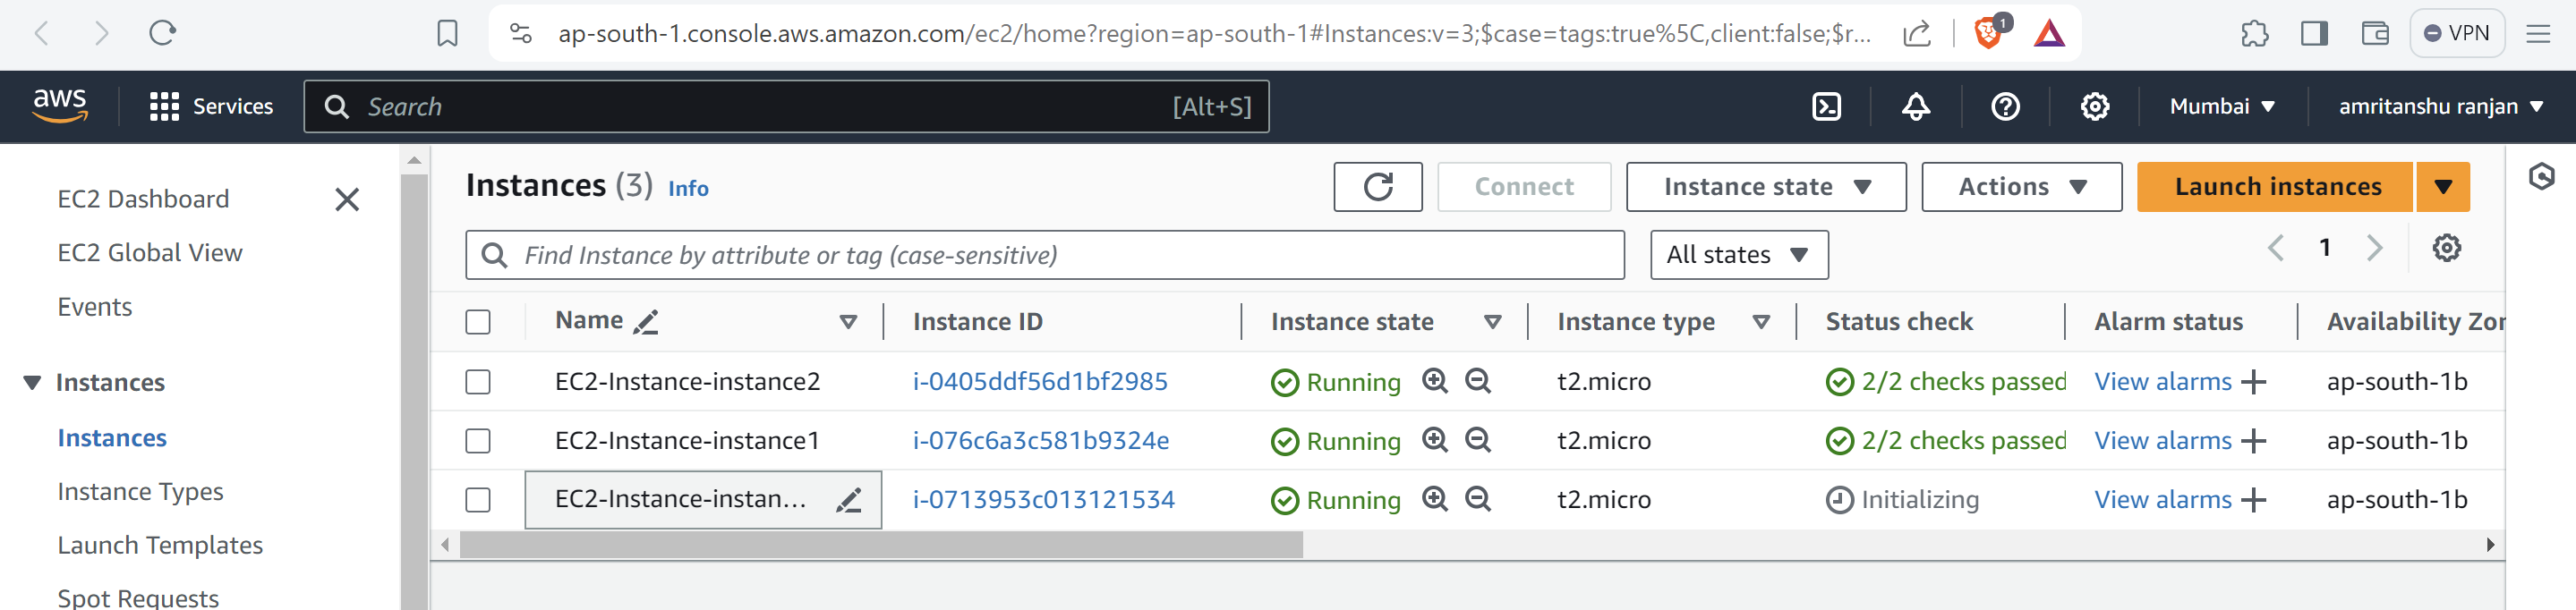 ap-south-1.console.aws.amazon.com/ec2/home?region=ap-south-1#Instances:v=3;$case=tags:true%5C,client:false;$r...
1
VPN
aws
Services
Search
[Alt+S]
Mumbai
amritanshu ranjan
EC2 Dashboard
EC2 Global View
Events
Instances
Instances
Instance Types
Launch Templates
Spot Requests
Instances (3) Info
Connect
Instance state
Actions
Launch instances
Find Instance by attribute or tag (case-sensitive)
All states
1
Name Instance ID Instance state Instance type Status check Alarm status Availability Zon
EC2-Instance-instance2 i-0405ddf56d1bf2985 Running t2.micro 2/2 checks passed View alarms ap-south-1b
EC2-Instance-instance1 i-076c6a3c581b9324e Running t2.micro 2/2 checks passed View alarms ap-south-1b
EC2-Instance-instan... i-0713953c013121534 Running t2.micro Initializing View alarms ap-south-1b